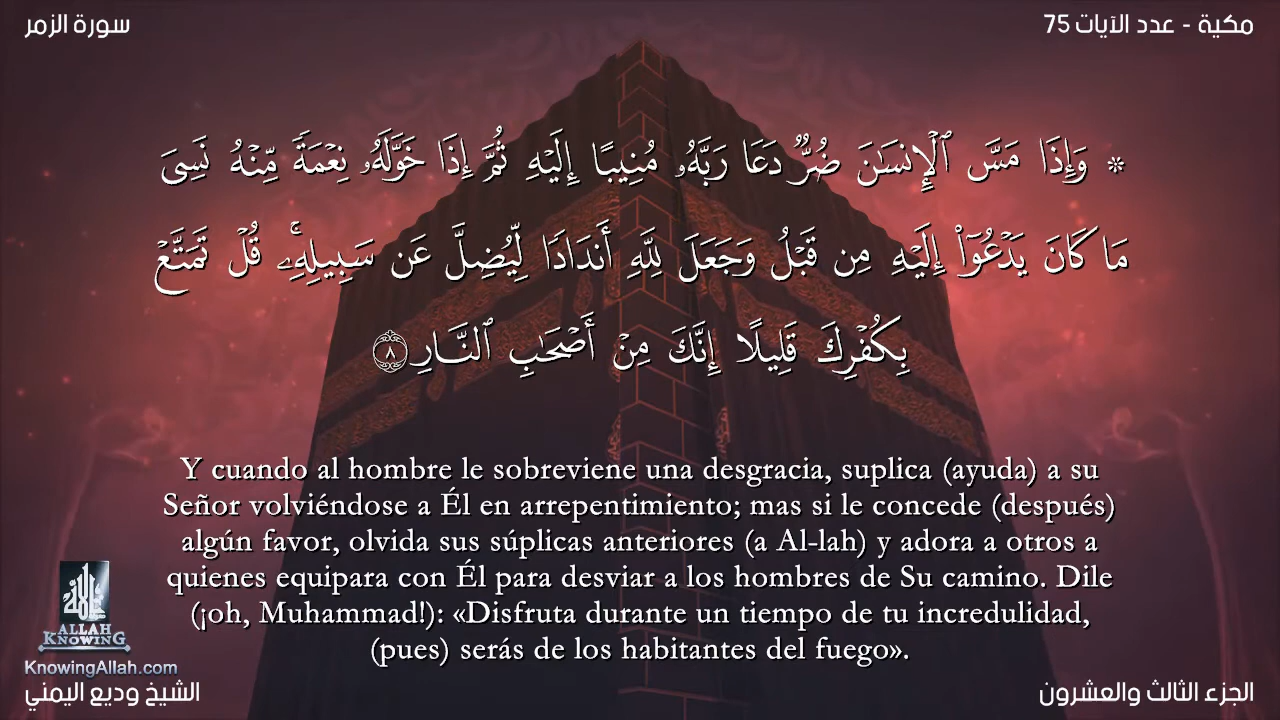 سورة الزمر
مكية - عدد الآيات 75
۞ وَإِذَا مَسَّ ٱلْإِنسَـٰنَ ضُرٌّ دَعَا رَبَّهُۥ مُنِيبًا إِلَيْهِ ثُمَّ إِذَا خَوَّلَهُۥ نِعْمَةً مِّنْهُ نَسِىَ
مَا كَانَ يَدْعُوٓا۟ إِلَيْهِ مِن قَبْلُ وَجَعَلَ لِلَّهِ أَندَادًا لِّيُضِلَّ عَن سَبِيلِهِۦ ۚ قُلْ تَمَتَّعْ
بِكُفْرِكَ قَلِيلًا إِنَّكَ مِنْ أَصْحَـٰبِ ٱلنَّارِ ٨
Y cuando al hombre le sobreviene una desgracia, suplica (ayuda) a su
Señor volviéndose a Él en arrepentimiento; mas si le concede (después)
algún favor, olvida sus súplicas anteriores (a Al-lah) y adora a otros a
quienes equipara con Él para desviar a los hombres de Su camino. Dile
(¡oh, Muhammad!): «Disfruta durante un tiempo de tu incredulidad,
(pues) serás de los habitantes del fuego».
الله
ALLAH
KNOWING
KnowingAllah.com
الشيخ وديع اليمني
الجزء الثالث والعشرون